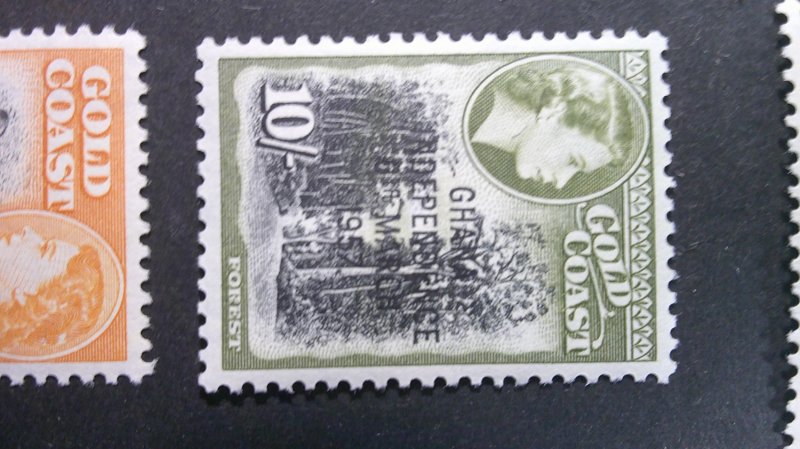 GOLD
COAST
GOLD
COAST
10/-
GHANA
INDEPENDENCE
6TH MARCH
1957
FOREST